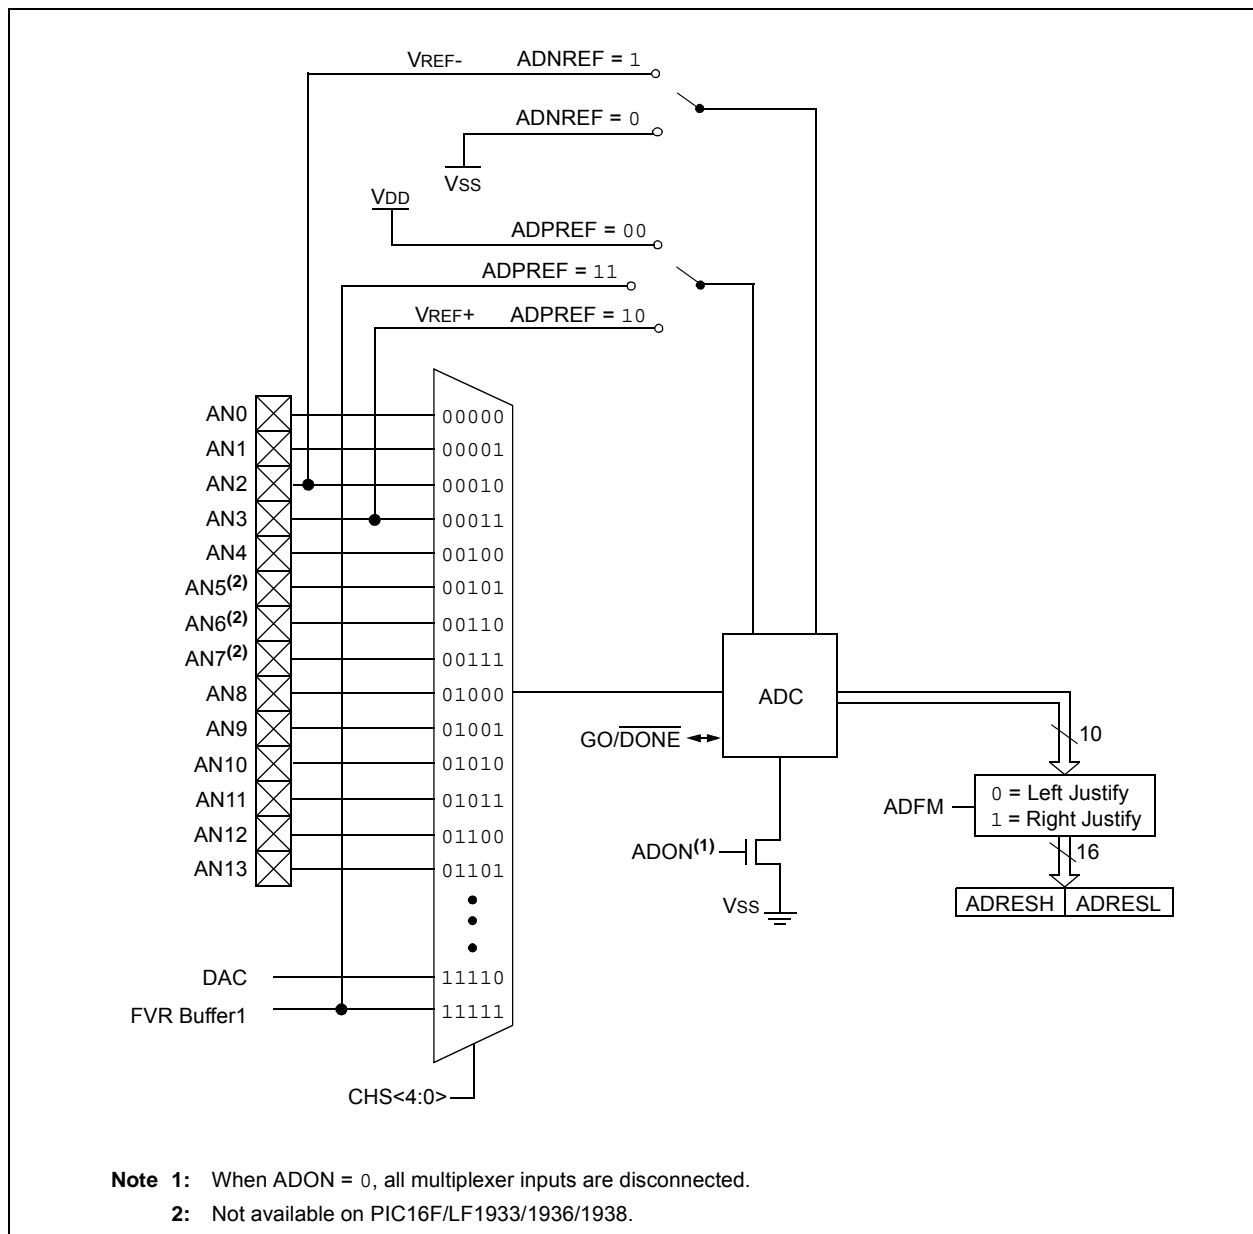 VREF- ADNREF = 1
ADNREF = 0
VSS
VDD
ADPREF = 00
ADPREF = 11
VREF+ ADPREF = 10
AN0 00000
AN1 00001
AN2 00010
AN3 00011
AN4 00100
AN5(2) 00101
AN6(2) 00110
AN7(2) 00111
AN8 01000
ADC
AN9 01001
GO/DONE
10
AN10 01010
AN11 01011
ADFM
0 = Left Justify
1 = Right Justify
AN12 01100
ADON(1)
16
AN13 01101
VSS
ADRESH ADRESL
DAC 11110
FVR Buffer1 11111
CHS<4:0>
Note 1: When ADON = 0, all multiplexer inputs are disconnected.
2: Not available on PIC16F/LF1933/1936/1938.